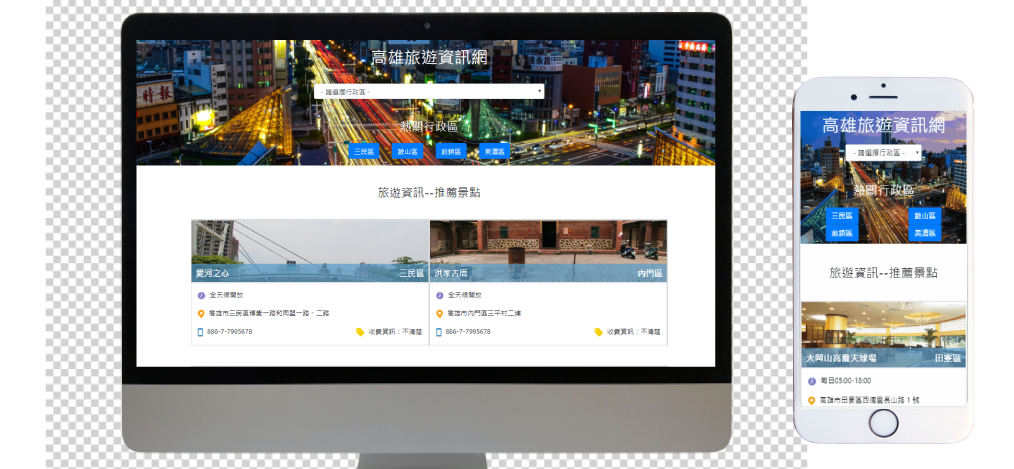 高雄旅遊資訊網
- 請選擇行政區 -
熱門行政區
三民區 鼓山區 前鎮區 美濃區
旅遊資訊--推薦景點
愛河之心 三民區
全天候開放
高雄市三民區博愛一路和同盟一路、二路
886-7-7995678 收費資訊：不清楚
洪家古厝 內門區
全天候開放
高雄市內門區三平村二埔
886-7-7995678 收費資訊：不清楚
高雄旅遊資訊網
- 請選擇行政區 -
熱門行政區
三民區 鼓山區
前鎮區 美濃區
旅遊資訊--推薦景點
大岡山高爾夫球場 田寮區
每日05:00-18:00
高雄市田寮區西德里長山路 1 號